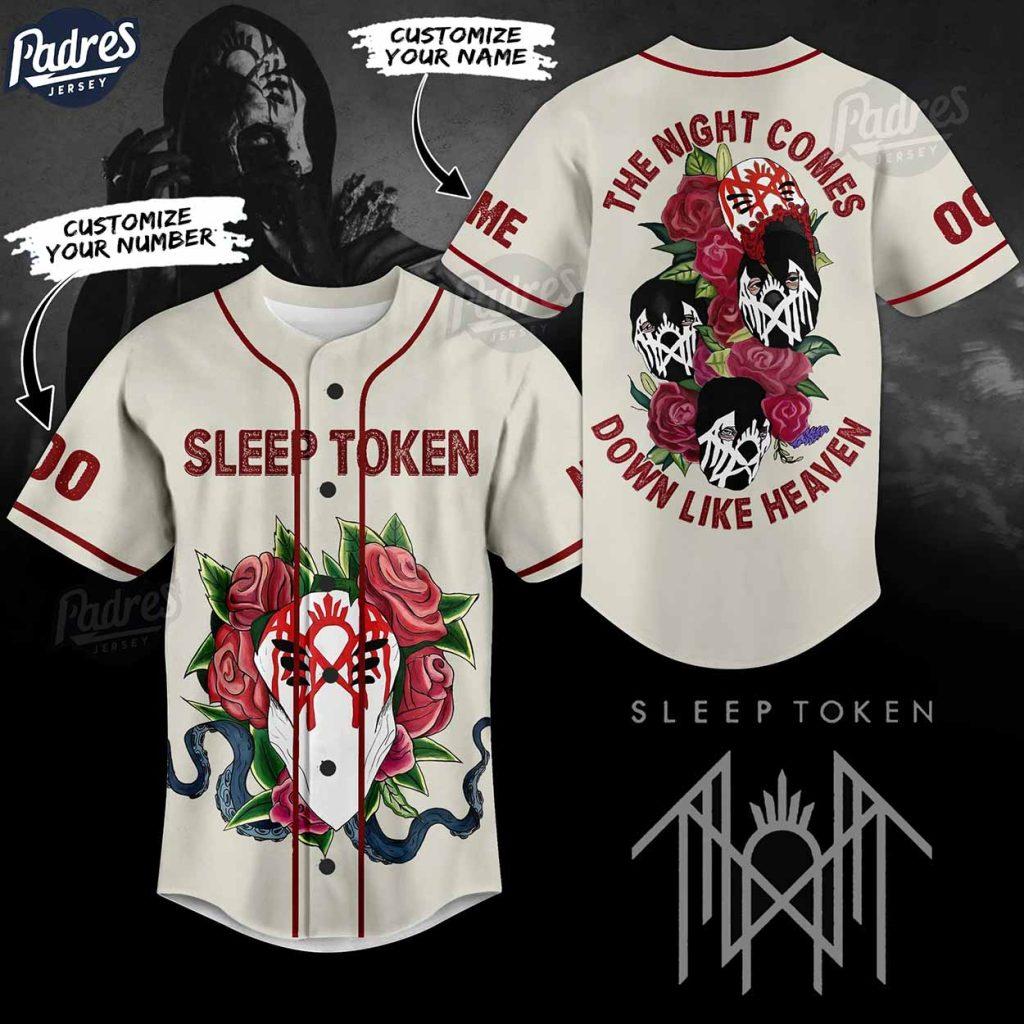 Padres
JERSEY
CUSTOMIZE
YOUR NAME
CUSTOMIZE
YOUR NUMBER
ME
THE NIGHT COMES
DOWN LIKE HEAVEN
Padres
JERSEY
Padres
JERSEY
00
SLEEP TOKEN
Padres
JERSEY
SLEEP TOKEN